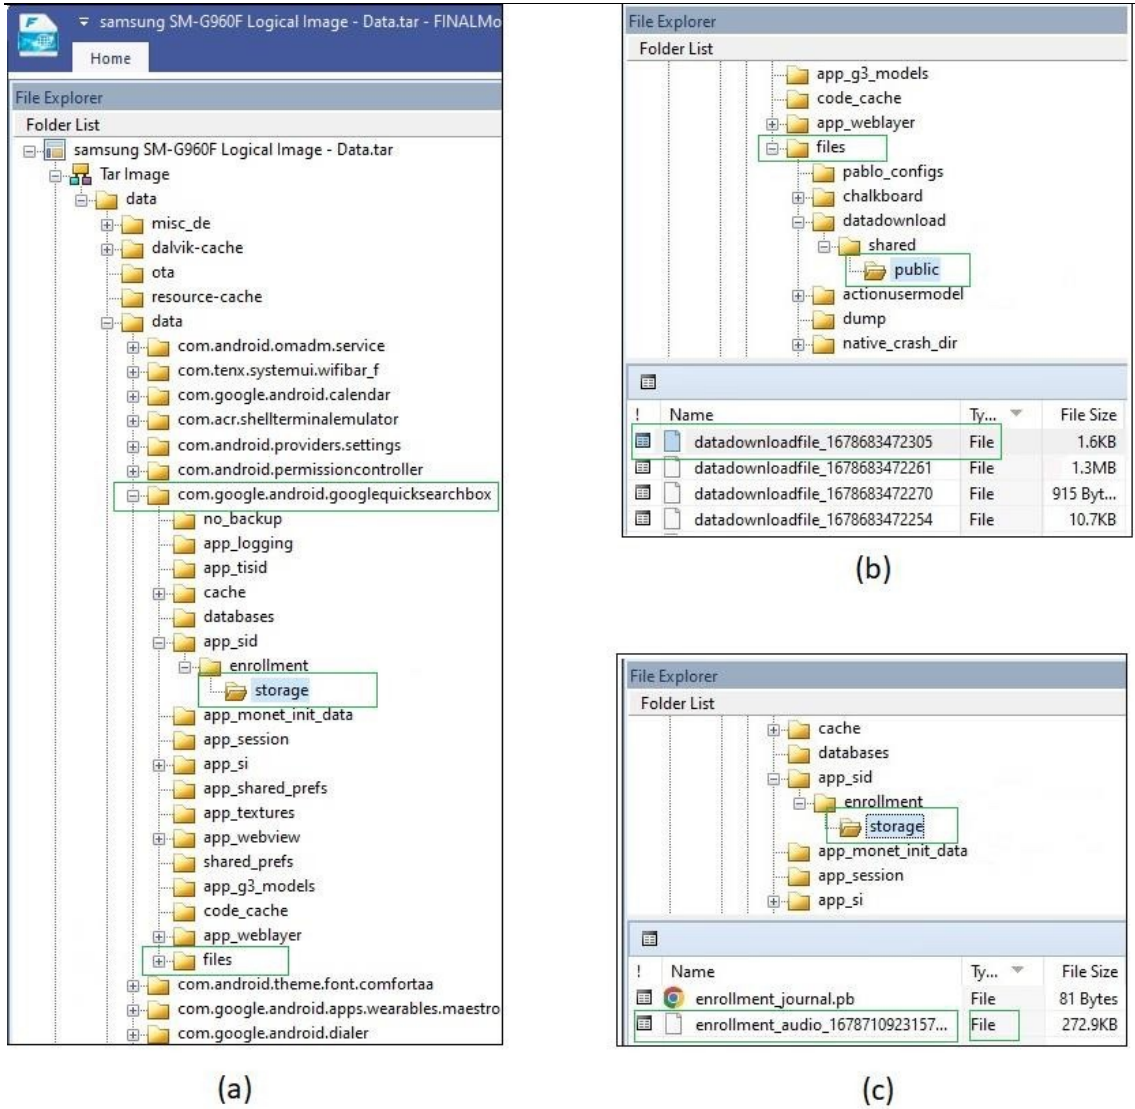 samsung SM-G960F Logical Image - Data.tar - FINALMo
Home
File Explorer
Folder List
samsung SM-G960F Logical Image - Data.tar
Tar Image
data
misc_de
dalvik-cache
ota
resource-cache
data
com.android.omadm.service
com.tenx.systemui.wifibar_f
com.google.android.calendar
com.acr.shellterminalemulator
com.android.providers.settings
com.android.permissioncontroller
com.google.android.googlequicksearchbox
no_backup
app_logging
app_tisid
cache
databases
app_sid
enrollment
storage
app_monet_init_data
app_session
app_si
app_shared_prefs
app_textures
app_webview
shared_prefs
app_g3_models
code_cache
app_weblayer
files
com.android.theme.font.comfortaa
com.google.android.apps.wearables.maestro
com.google.android.dialer
(a)
File Explorer
Folder List
app_g3_models
code_cache
app_weblayer
files
pablo_configs
chalkboard
datadownload
shared
public
actionusermodel
dump
native_crash_dir
! Name Ty... File Size
datadownloadfile_1678683472305 File 1.6KB
datadownloadfile_1678683472261 File 1.3MB
datadownloadfile_1678683472270 File 915 Byt...
datadownloadfile_1678683472254 File 10.7KB
(b)
File Explorer
Folder List
cache
databases
app_sid
enrollment
storage
app_monet_init_data
app_session
app_si
! Name Ty... File Size
enrollment_journal.pb File 81 Bytes
enrollment_audio_1678710923157... File 272.9KB
(c)